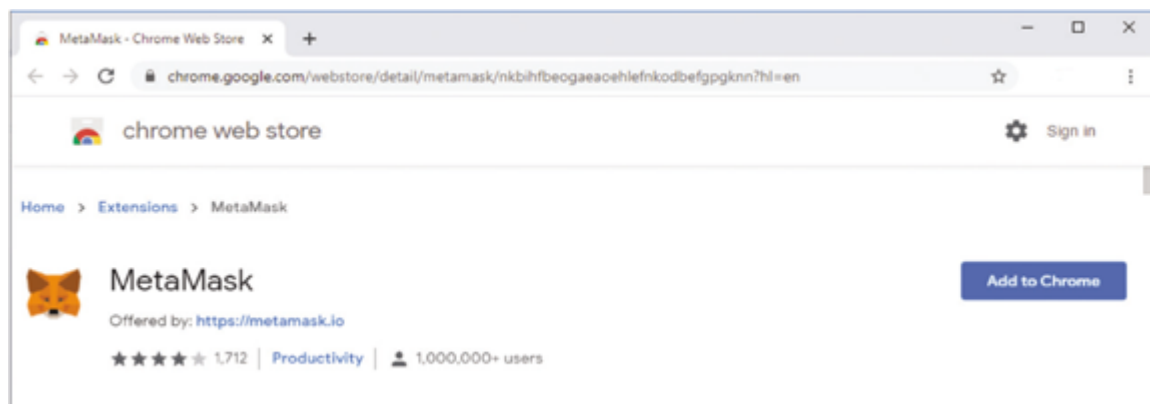 MetaMask - Chrome Web Store
chrome.google.com/webstore/detail/metamask/nkbihfbeogaeaoehlefnkodbefgpgknn?hl=en
chrome web store
Sign in
Home > Extensions > MetaMask
MetaMask
Add to Chrome
Offered by: https://metamask.io
1,712 | Productivity | 1,000,000+ users